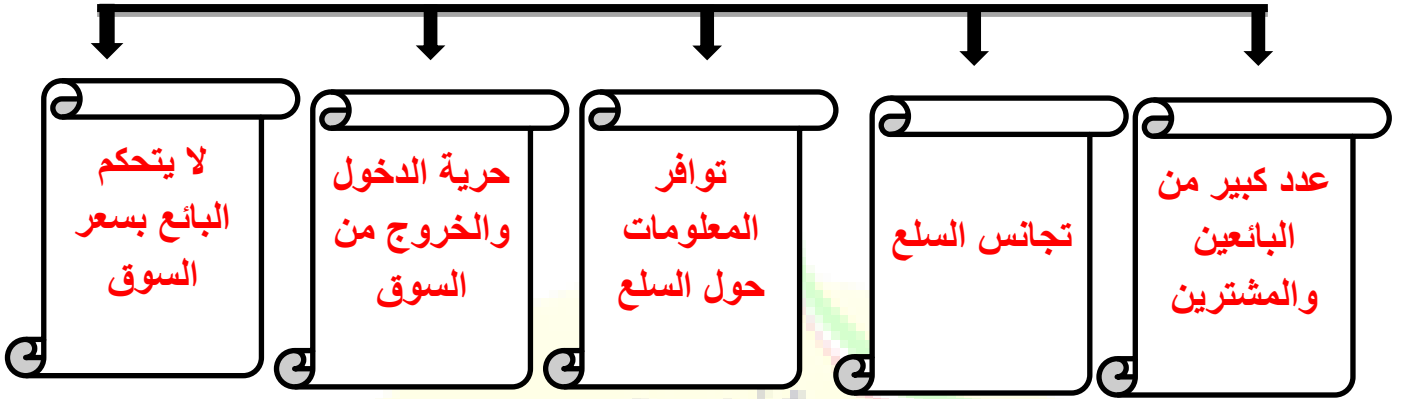 عدد كبير من
البائعين
والمشترين
تجانس السلع
توافر
المعلومات
حول السلع
حرية الدخول
والخروج من
السوق
لا يتحكم
البائع بسعر
السوق